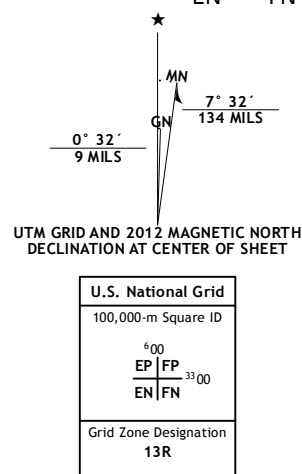 EN FN
★
MN
GN
7° 32´
134 MILS
0° 32´
9 MILS
UTM GRID AND 2012 MAGNETIC NORTH
DECLINATION AT CENTER OF SHEET
U.S. National Grid
100,000-m Square ID
⁶00
EP FP
³³00
EN FN
Grid Zone Designation
13R